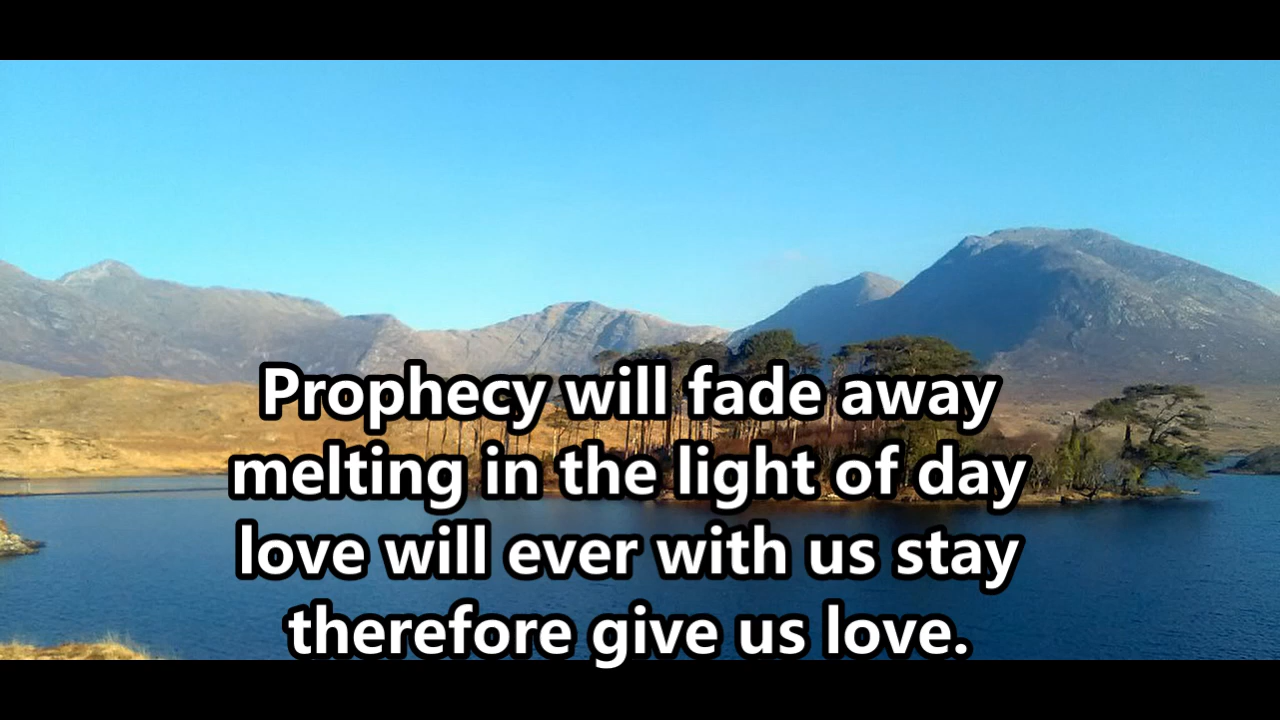 Prophecy will fade away
melting in the light of day
love will ever with us stay
therefore give us love.